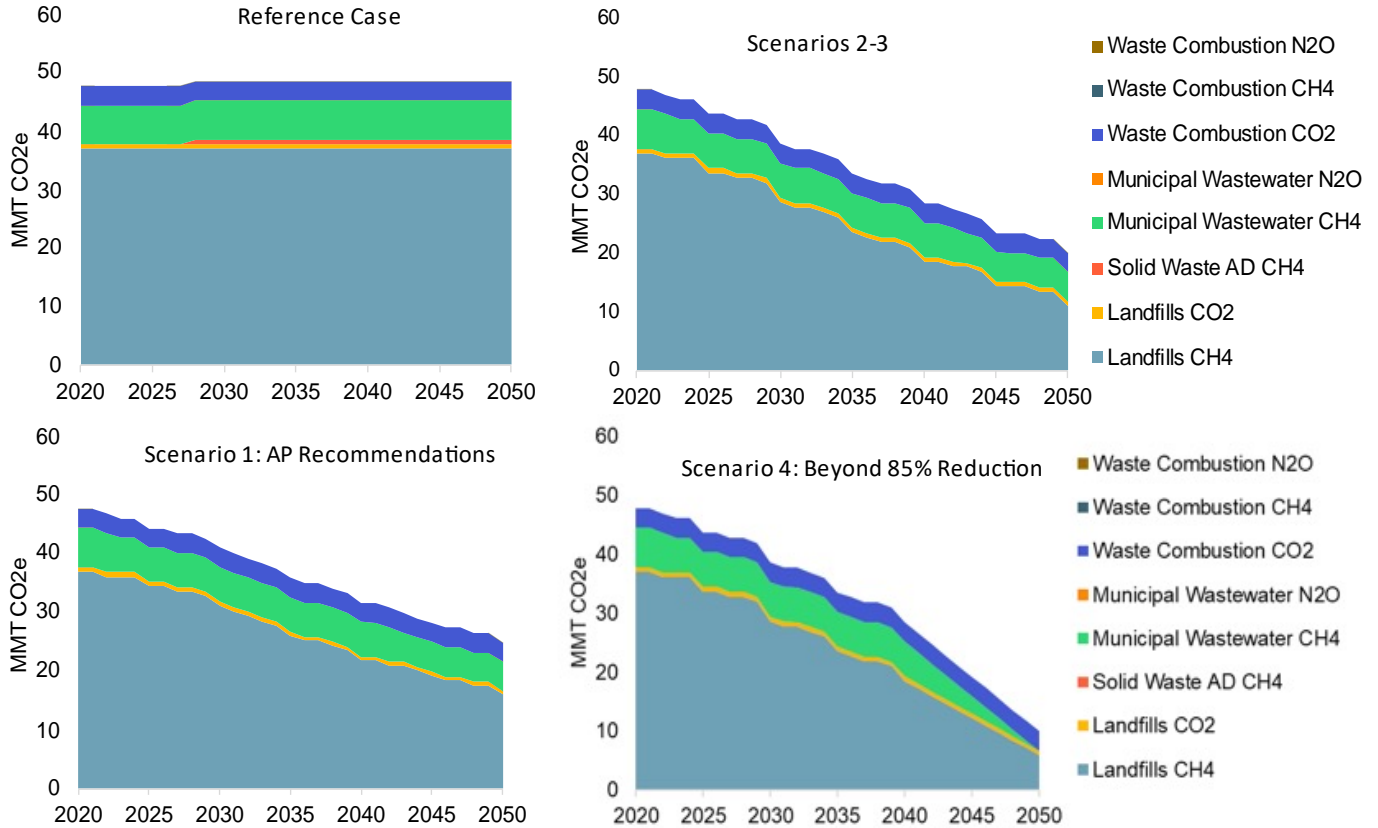 Reference Case
MMT CO2e
60
50
40
30
20
10
0
2020 2025 2030 2035 2040 2045 2050
Scenarios 2-3
MMT CO2e
60
50
40
30
20
10
0
2020 2025 2030 2035 2040 2045 2050
Waste Combustion N2O
Waste Combustion CH4
Waste Combustion CO2
Municipal Wastewater N2O
Municipal Wastewater CH4
Solid Waste AD CH4
Landfills CO2
Landfills CH4
Scenario 1: AP Recommendations
MMT CO2e
60
50
40
30
20
10
0
2020 2025 2030 2035 2040 2045 2050
Scenario 4: Beyond 85% Reduction
MMT CO2e
60
50
40
30
20
10
0
2020 2025 2030 2035 2040 2045 2050
Waste Combustion N2O
Waste Combustion CH4
Waste Combustion CO2
Municipal Wastewater N2O
Municipal Wastewater CH4
Solid Waste AD CH4
Landfills CO2
Landfills CH4